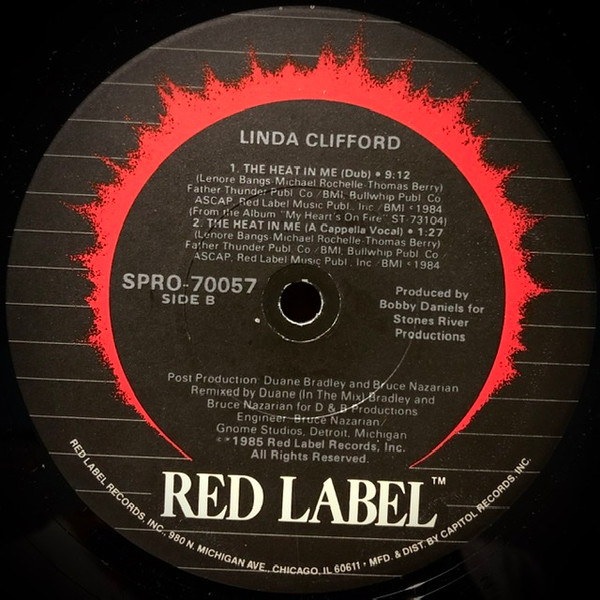 LINDA CLIFFORD
1. THE HEAT IN ME (Dub) • 9:12
(Lenore Bangs-Michael Rochelle-Thomas Berry)
Father Thunder Publ. Co./BMI, Bullwhip Publ. Co.
ASCAP, Red Label Music Publ., Inc./BMI ©1984
(From the Album "My Heart's On Fire" ST-73104)
2. THE HEAT IN ME (A Cappella Vocal) • 1:27
(Lenore Bangs-Michael Rochelle-Thomas Berry)
Father Thunder Publ. Co./BMI, Bullwhip Publ. Co.
ASCAP, Red Label Music Publ., Inc./BMI ©1984
SPRO-70057
SIDE B
Produced by
Bobby Daniels for
Stones River
Productions
Post Production: Duane Bradley and Bruce Nazarian
Remixed by Duane (In The Mix) Bradley and
Bruce Nazarian for D & B Productions
Engineer: Bruce Nazarian/
Gnome Studios, Detroit, Michigan
©℗1985 Red Label Records, Inc.
All Rights Reserved.
RED LABEL™
RED LABEL RECORDS, INC., 980 N. MICHIGAN AVE., CHICAGO, IL 60611 • MFD. & DIST. BY CAPITOL RECORDS, INC.